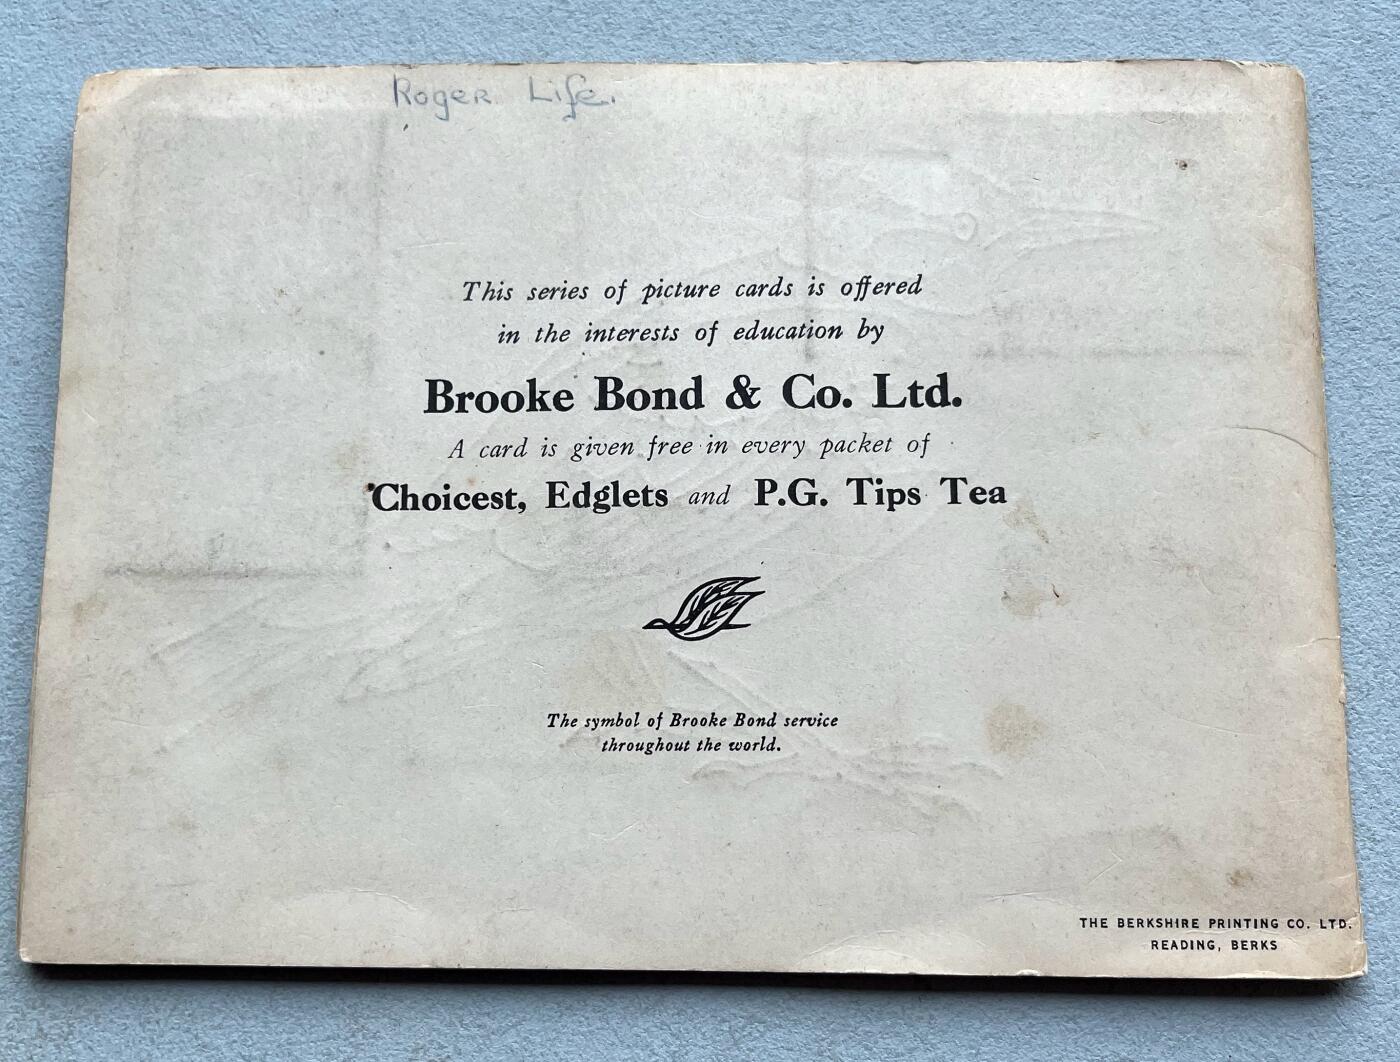 Roger Life.
This series of picture cards is offered
in the interests of education by
Brooke Bond & Co. Ltd.
A card is given free in every packet of
Choicest, Edglets and P.G. Tips Tea
The symbol of Brooke Bond service
throughout the world.
THE BERKSHIRE PRINTING CO. LTD.
READING, BERKS